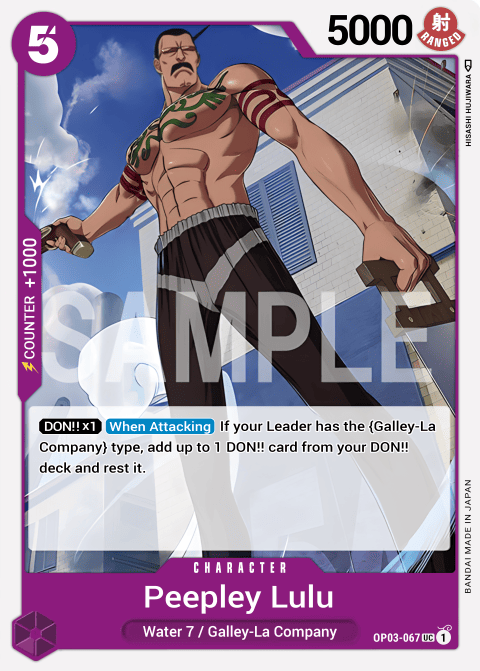 5
5000
射
RANGED
HISASHI HUJIWARA
COUNTER +1000
SAMPLE
DON!!x1 When Attacking If your Leader has the {Galley-La
Company} type, add up to 1 DON!! card from your DON!!
deck and rest it.
BANDAI MADE IN JAPAN
CHARACTER
Peepley Lulu
Water 7 / Galley-La Company
OP03-067 UC 1